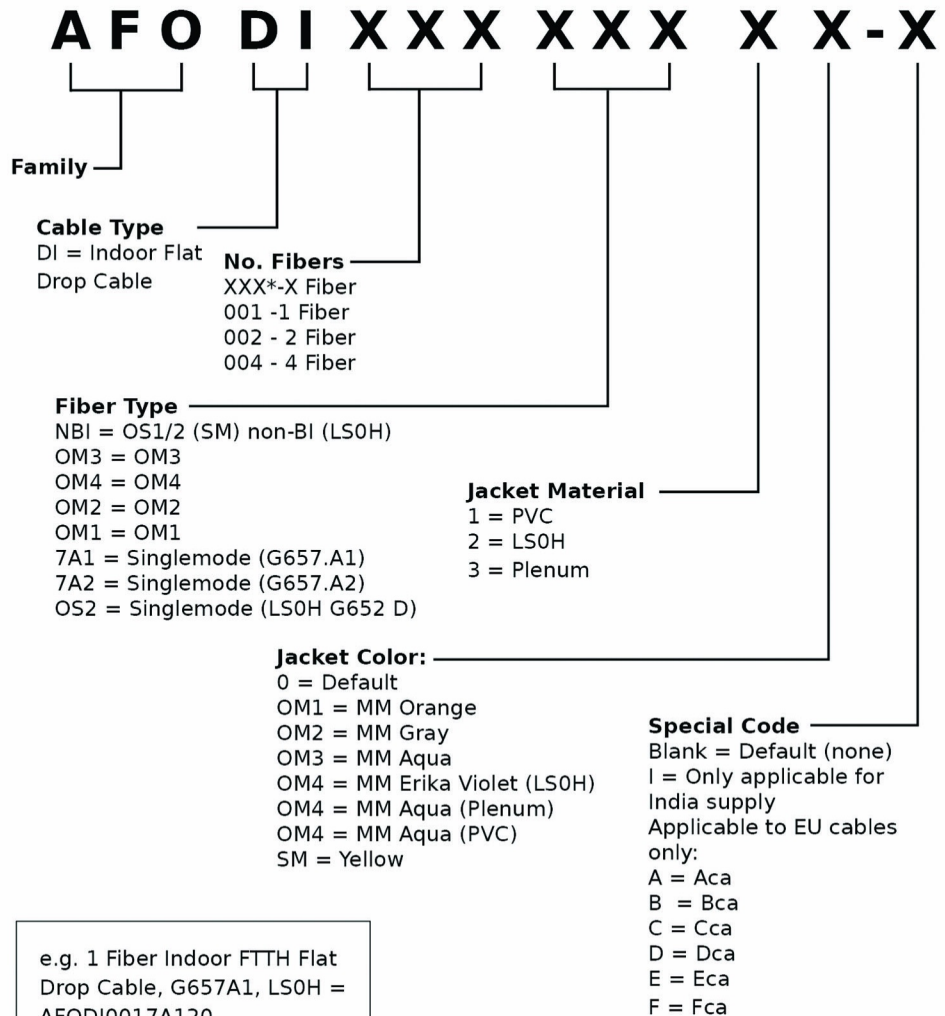 AFO DI XXX XXX X X-X
Family
Cable Type
DI = Indoor Flat
Drop Cable
No. Fibers
XXX*-X Fiber
001 -1 Fiber
002 - 2 Fiber
004 - 4 Fiber
Fiber Type
NBI = OS1/2 (SM) non-BI (LS0H)
OM3 = OM3
OM4 = OM4
OM2 = OM2
OM1 = OM1
7A1 = Singlemode (G657.A1)
7A2 = Singlemode (G657.A2)
OS2 = Singlemode (LS0H G652 D)
Jacket Material
1 = PVC
2 = LS0H
3 = Plenum
Jacket Color:
0 = Default
OM1 = MM Orange
OM2 = MM Gray
OM3 = MM Aqua
OM4 = MM Erika Violet (LS0H)
OM4 = MM Aqua (Plenum)
OM4 = MM Aqua (PVC)
SM = Yellow
Special Code
Blank = Default (none)
I = Only applicable for
India supply
Applicable to EU cables
only:
A = Aca
B  = Bca
C = Cca
D = Dca
E = Eca
F = Fca
e.g. 1 Fiber Indoor FTTH Flat
Drop Cable, G657A1, LS0H =
AFODI0017A120